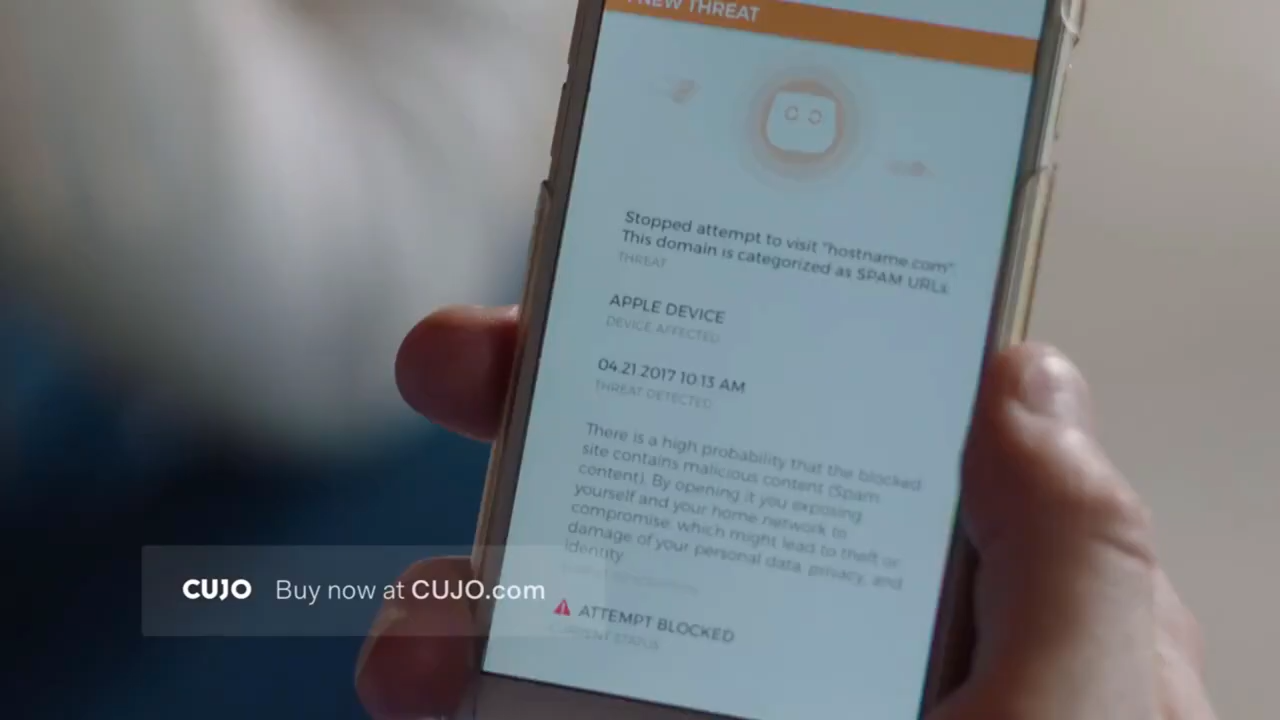 NEW THREAT
Stopped attempt to visit "hostname.com"
This domain is categorized as SPAM URLs.
THREAT
APPLE DEVICE
DEVICE AFFECTED
04.21.2017 10:13 AM
THREAT DETECTED
There is a high probability that the blocked
site contains malicious content (Spam
content). By opening it you exposing
yourself and your home network to
compromise, which might lead to theft or
damage of your personal data, privacy, and
identity.
ATTEMPT BLOCKED
CURRENT STATUS
CUJO Buy now at CUJO.com